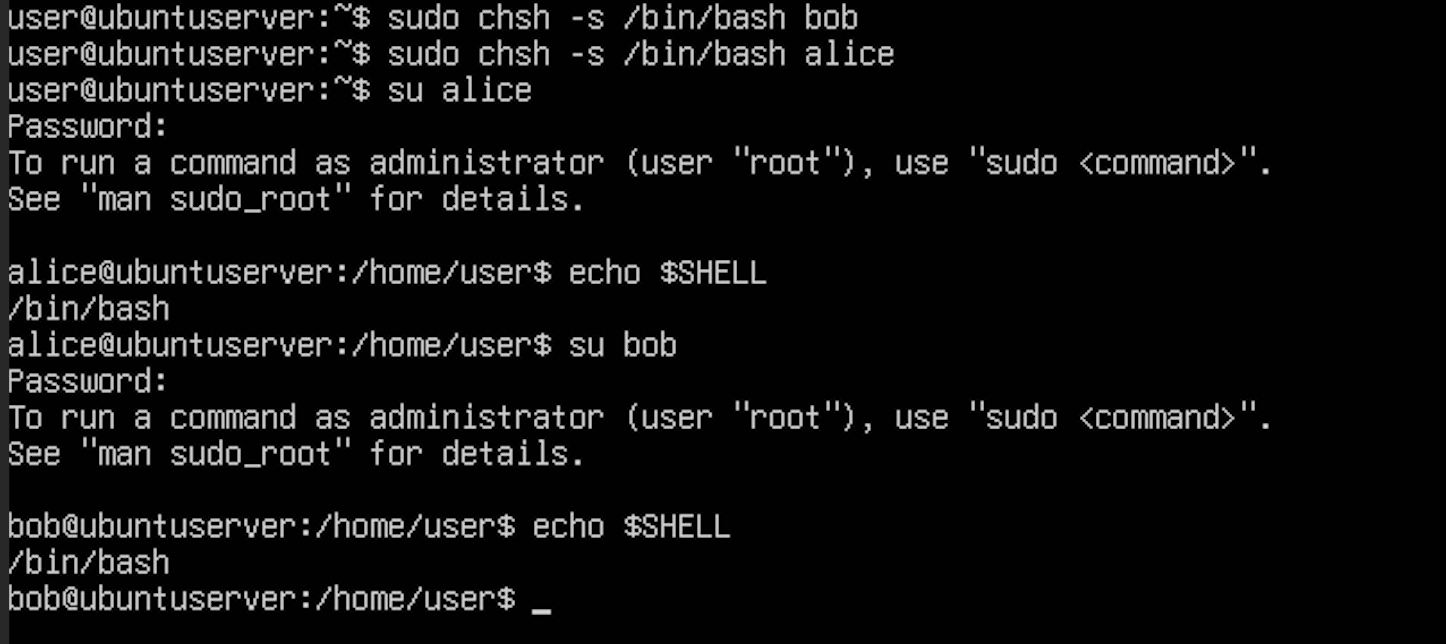 user@ubuntuserver:~$ sudo chsh -s /bin/bash bob
user@ubuntuserver:~$ sudo chsh -s /bin/bash alice
user@ubuntuserver:~$ su alice
Password:
To run a command as administrator (user "root"), use "sudo <command>".
See "man sudo_root" for details.

alice@ubuntuserver:/home/user$ echo $SHELL
/bin/bash
alice@ubuntuserver:/home/user$ su bob
Password:
To run a command as administrator (user "root"), use "sudo <command>".
See "man sudo_root" for details.

bob@ubuntuserver:/home/user$ echo $SHELL
/bin/bash
bob@ubuntuserver:/home/user$ _